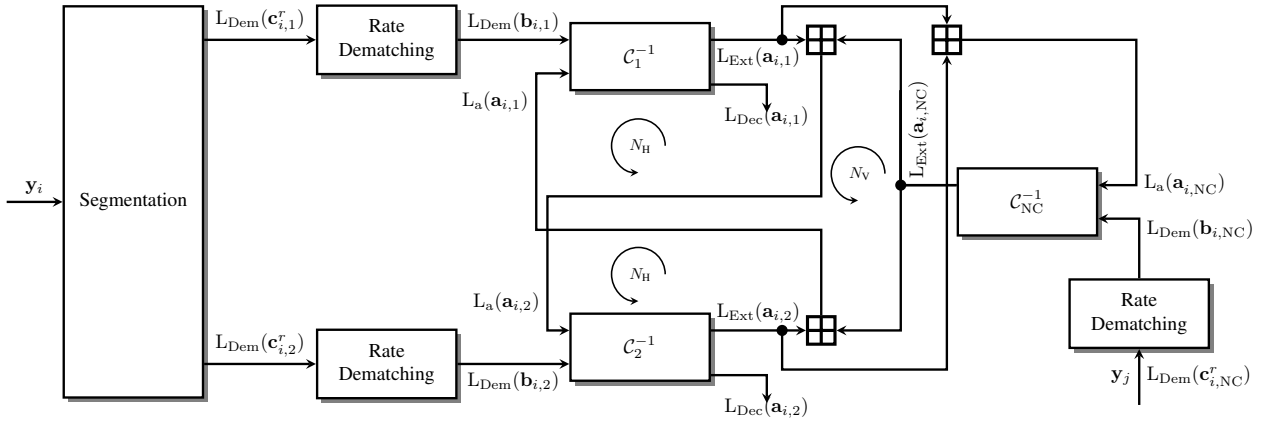 y_i
Segmentation
L_Dem(c^r_{i,1})
Rate
Dematching
L_Dem(b_{i,1})
C_1^{-1}
L_Ext(a_{i,1})
L_Dec(a_{i,1})
L_a(a_{i,1})
N_H
N_V
L_Ext(a_{i,NC})
C_NC^{-1}
L_a(a_{i,NC})
L_Dem(b_{i,NC})
Rate
Dematching
y_j
L_Dem(c^r_{i,NC})
N_H
L_a(a_{i,2})
L_Dem(c^r_{i,2})
Rate
Dematching
L_Dem(b_{i,2})
C_2^{-1}
L_Ext(a_{i,2})
L_Dec(a_{i,2})